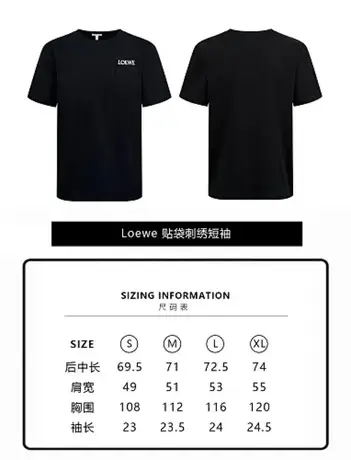 LOEWE
Loewe 贴袋刺绣短袖
SIZING INFORMATION
尺码表
SIZE S M L XL
后中长 69.5 71 72.5 74
肩宽 49 51 53 55
胸围 108 112 116 120
袖长 23 23.5 24 24.5